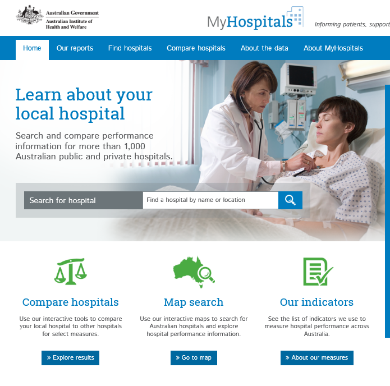 Australian Government
Australian Institute of
Health and Welfare
MyHospitals
Informing patients, support
Home Our reports Find hospitals Compare hospitals About the data About MyHospitals
Learn about your
local hospital
Search and compare performance
information for more than 1,000
Australian public and private hospitals.
Search for hospital Find a hospital by name or location
Compare hospitals Map search Our indicators
Use our interactive tools to compare
your local hospital to other hospitals
for select measures.
Use our interactive maps to search for
Australian hospitals and explore
hospital performance information.
See the list of indicators we use to
measure hospital performance across
Australia.
» Explore results » Go to map » About our measures